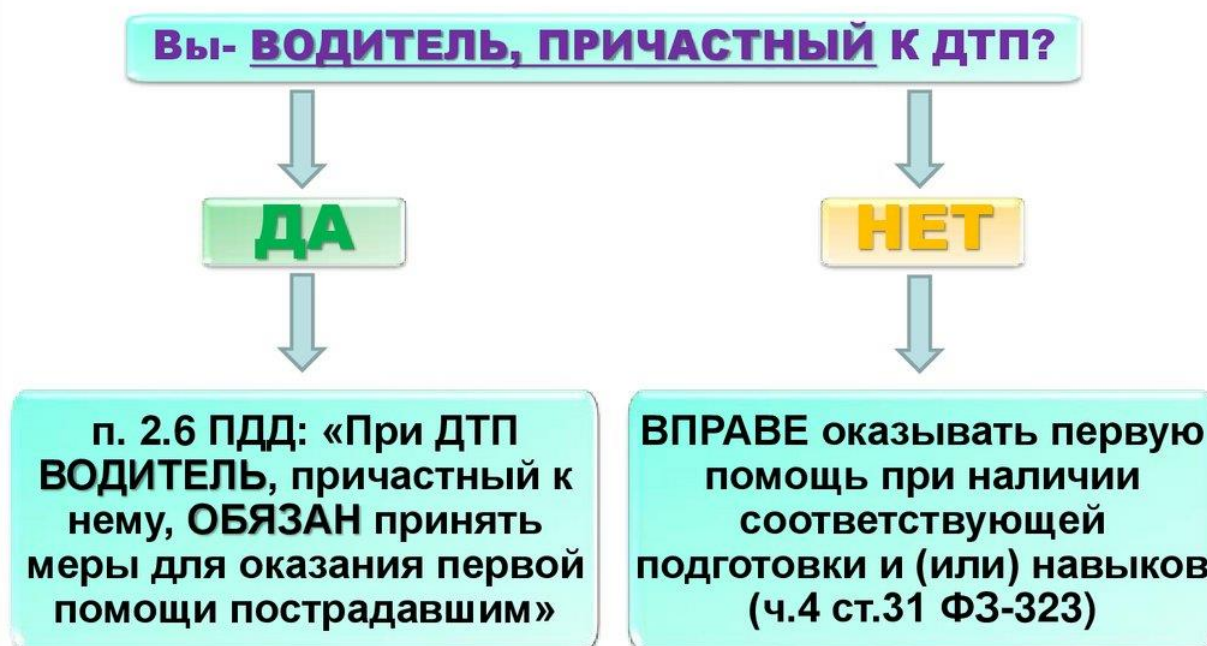 Вы- ВОДИТЕЛЬ, ПРИЧАСТНЫЙ К ДТП?
ДА
НЕТ
п. 2.6 ПДД: «При ДТП
ВОДИТЕЛЬ, причастный к
нему, ОБЯЗАН принять
меры для оказания первой
помощи пострадавшим»
ВПРАВЕ оказывать первую
помощь при наличии
соответствующей
подготовки и (или) навыков
(ч.4 ст.31 ФЗ-323)